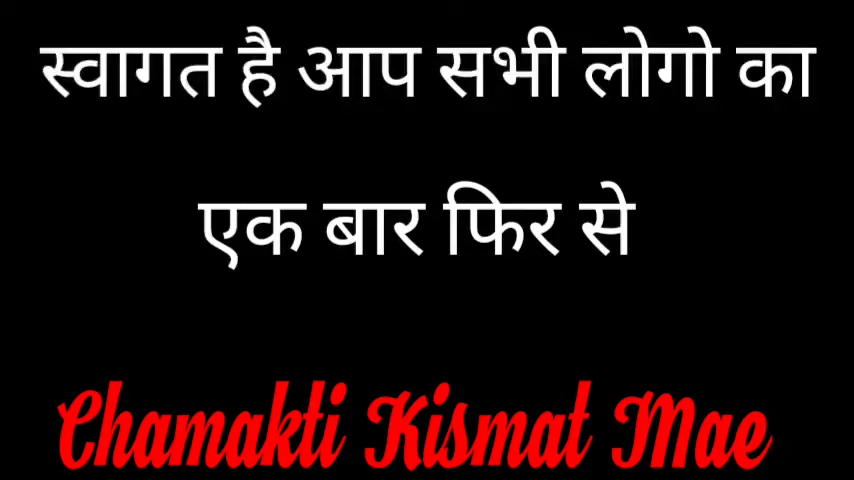 स्वागत है आप सभी लोगो का
एक बार फिर से
Chamakti Kismat Mae